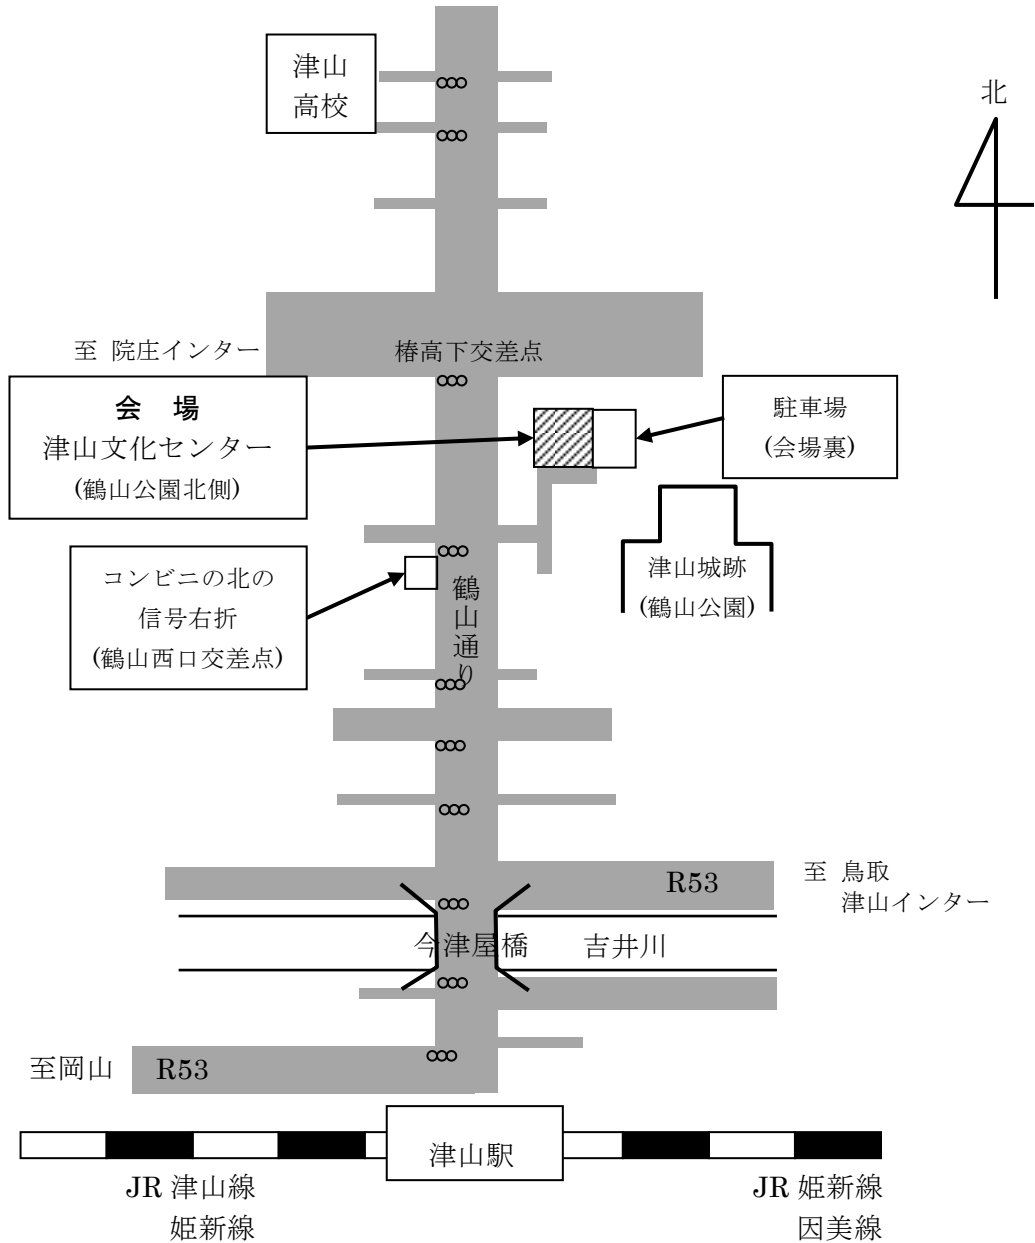 津山
高校
北
至 院庄インター
椿高下交差点
会 場
津山文化センター
(鶴山公園北側)
駐車場
(会場裏)
コンビニの北の
信号右折
(鶴山西口交差点)
鶴山通り
津山城跡
(鶴山公園)
R53
至 鳥取
津山インター
今津屋橋
吉井川
至岡山
R53
津山駅
JR 津山線
姫新線
JR 姫新線
因美線